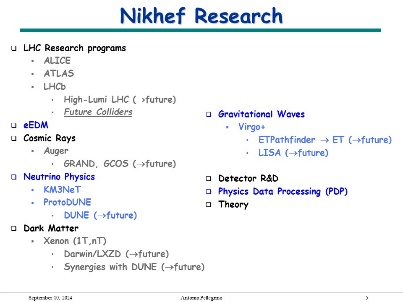 Nikhef Research
LHC Research programs
ALICE
ATLAS
LHCb
High-Lumi LHC (→future)
Future Colliders
eEDM
Cosmic Rays
Auger
GRAND, GCOS (→future)
Neutrino Physics
KM3NeT
ProtoDUNE
DUNE (→future)
Dark Matter
Xenon (1T,nT)
Darwin/LXZD (→future)
Synergies with DUNE (→future)
Gravitational Waves
Virgo+
ETPathfinder → ET (→future)
LISA (→future)
Detector R&D
Physics Data Processing (PDP)
Theory
September 10, 2024
Antonio Pellegrino